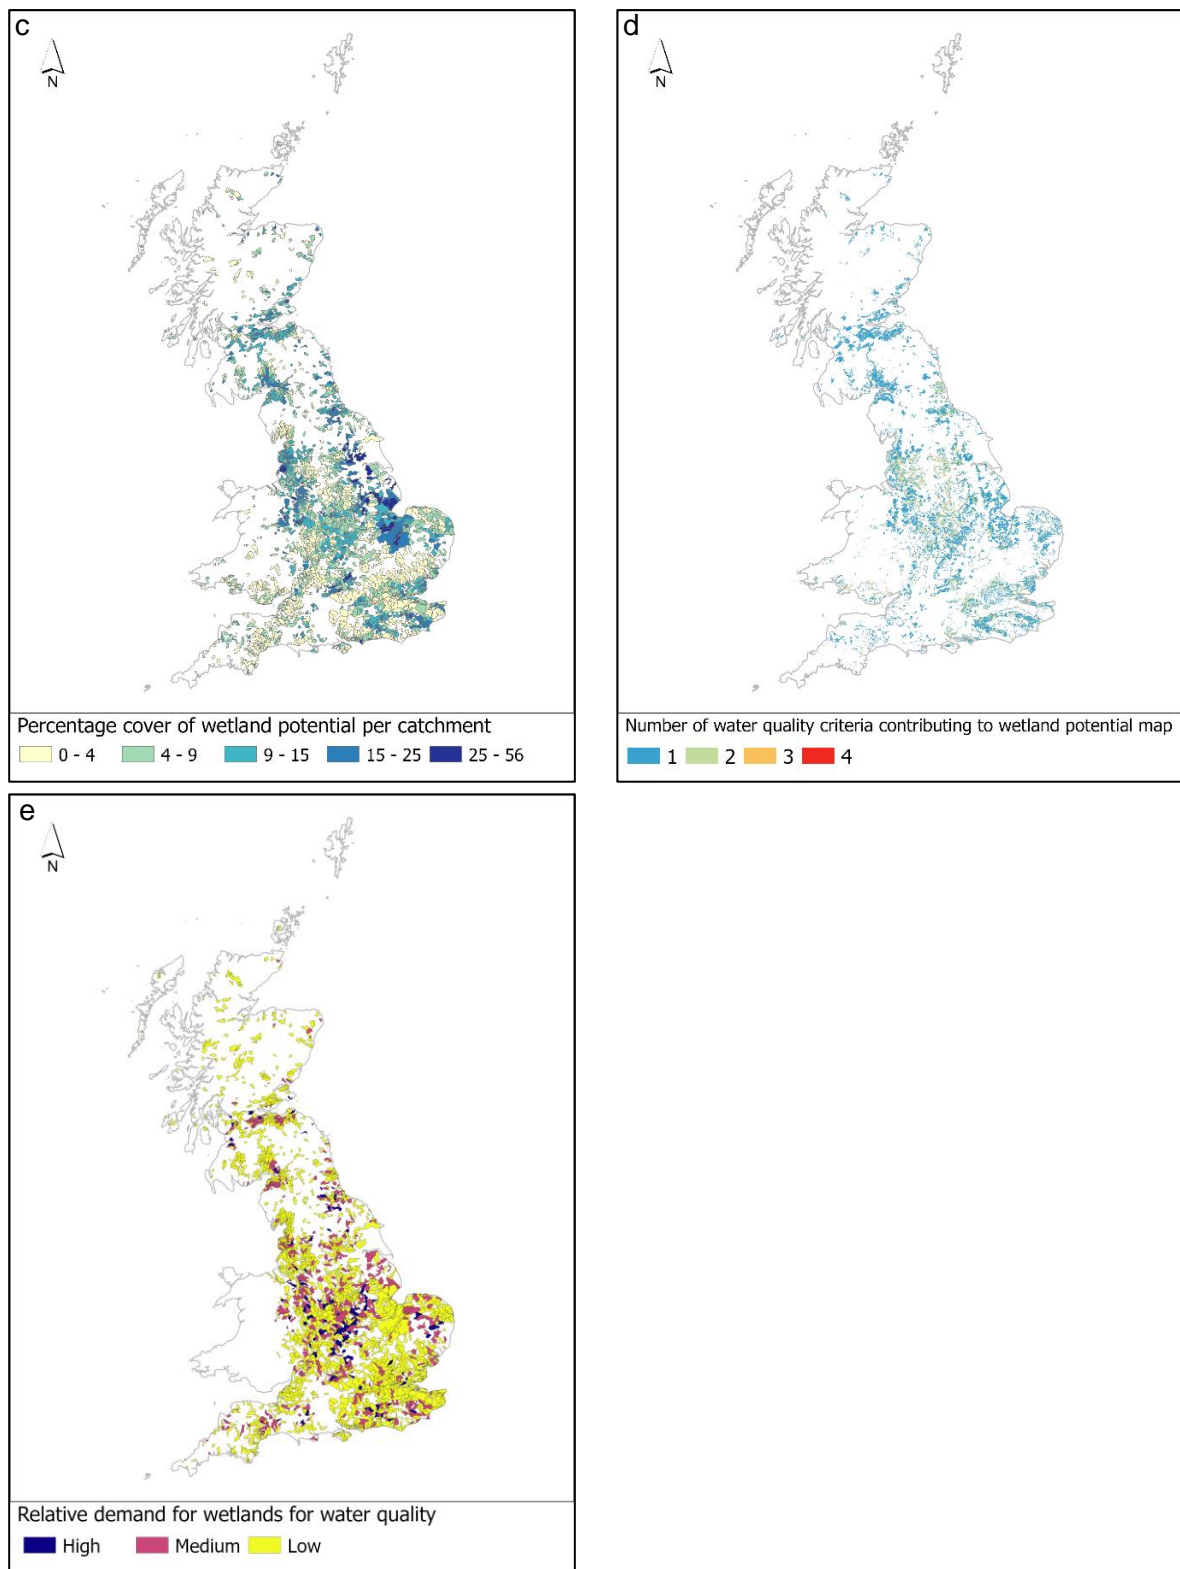 c
N
Percentage cover of wetland potential per catchment
0 - 4 4 - 9 9 - 15 15 - 25 25 - 56
d
N
Number of water quality criteria contributing to wetland potential map
1 2 3 4
e
N
Relative demand for wetlands for water quality
High Medium Low